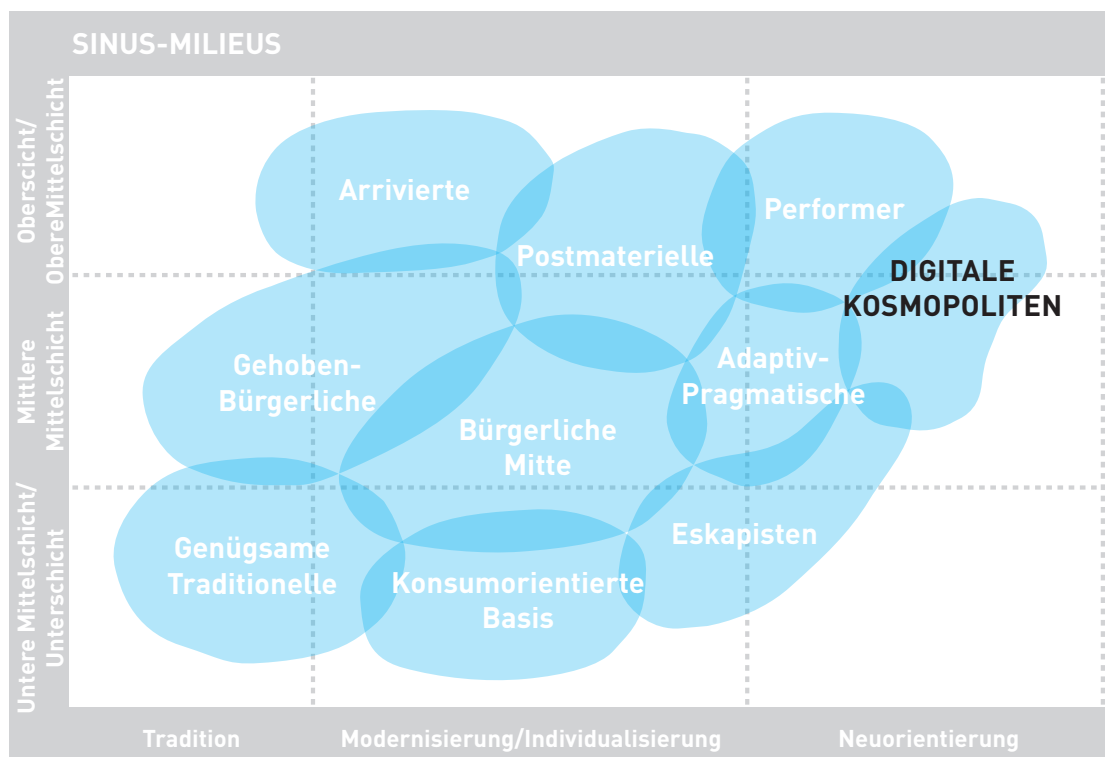 SINUS-MILIEUS
Oberscicht/
ObereMittelschicht
Mittlere
Mittelschicht
Untere Mittelschicht/
Unterschicht
Arrivierte
Postmaterielle
Performer
DIGITALE
KOSMOPOLITEN
Gehoben-
Bürgerliche
Adaptiv-
Pragmatische
Bürgerliche
Mitte
Genügsame
Traditionelle
Konsumorientierte
Basis
Eskapisten
Tradition
Modernisierung/Individualisierung
Neuorientierung